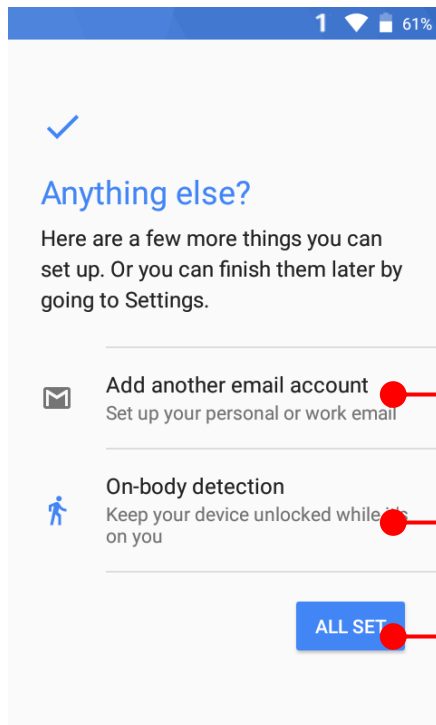 1 61%
Anything else?
Here are a few more things you can
set up. Or you can finish them later by
going to Settings.
Add another email account
Set up your personal or work email
On-body detection
Keep your device unlocked while it's
on you
ALL SET